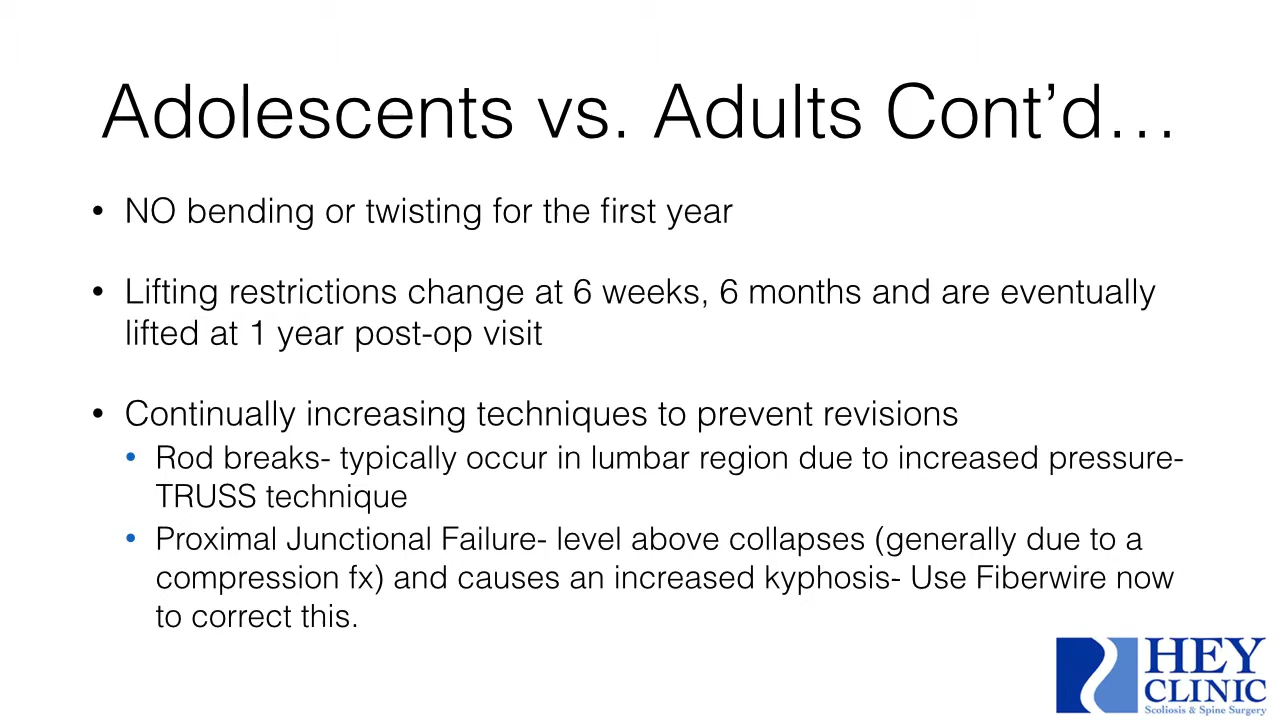 Adolescents vs. Adults Cont’d…
• NO bending or twisting for the first year
• Lifting restrictions change at 6 weeks, 6 months and are eventually
lifted at 1 year post-op visit
• Continually increasing techniques to prevent revisions
• Rod breaks- typically occur in lumbar region due to increased pressure-
TRUSS technique
• Proximal Junctional Failure- level above collapses (generally due to a
compression fx) and causes an increased kyphosis- Use Fiberwire now
to correct this.
HEY
CLINIC
Scoliosis & Spine Surgery